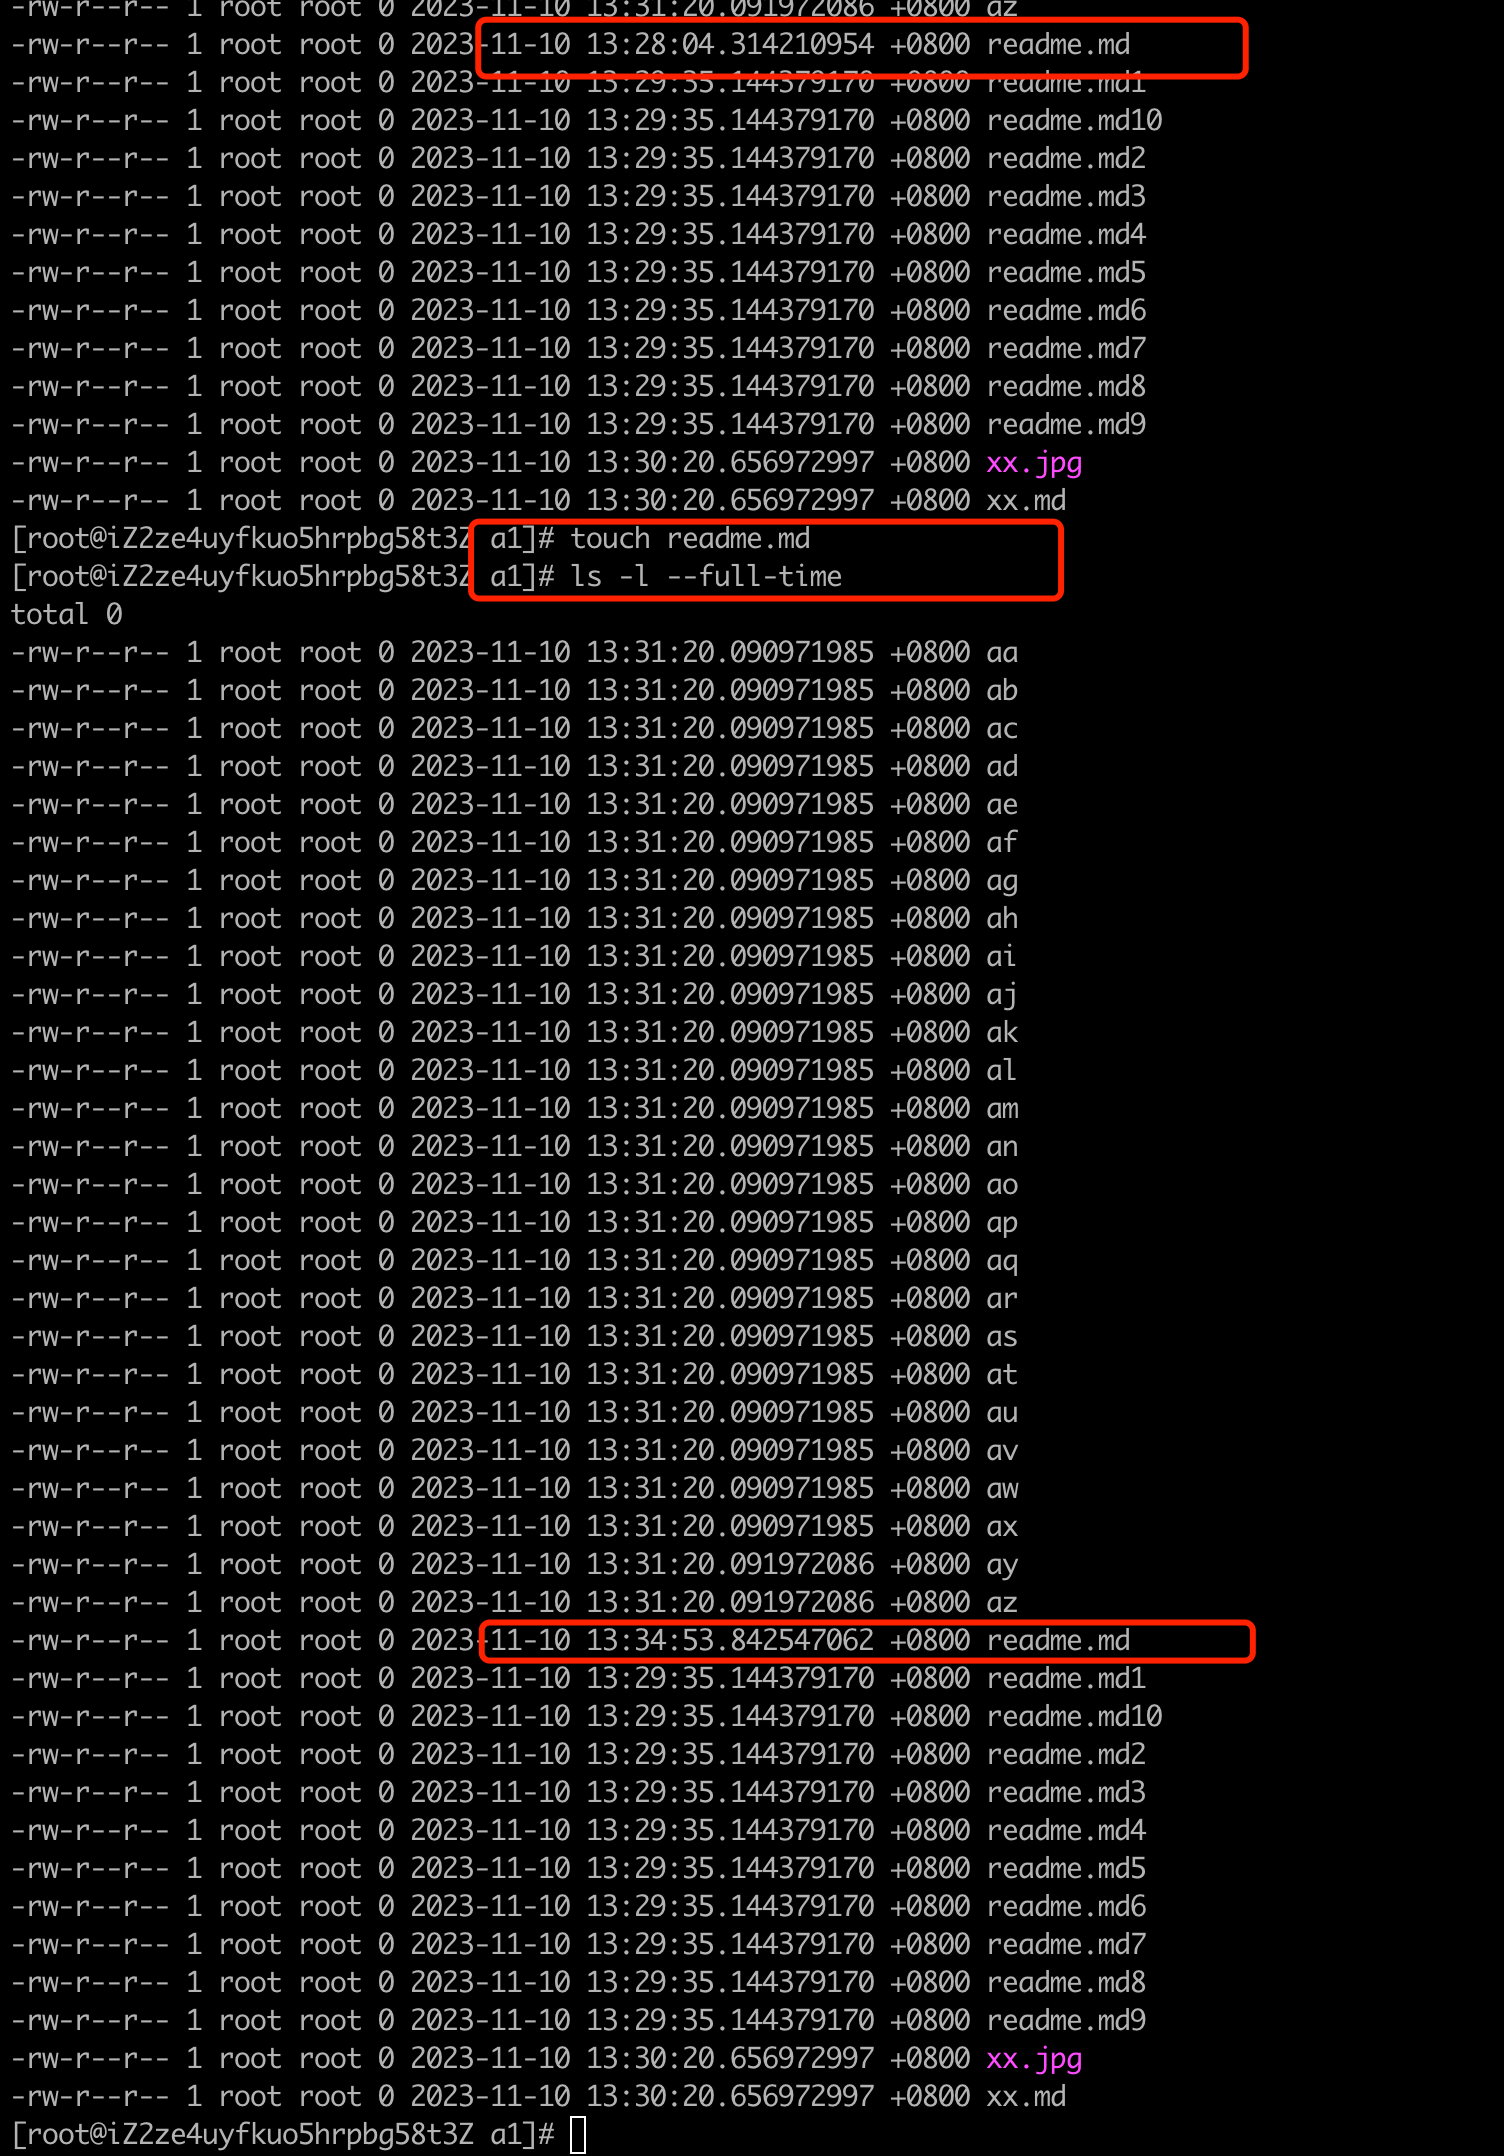 -rw-r--r-- 1 root root 0 2023-11-10 13:31:20.091972086 +0800 az
-rw-r--r-- 1 root root 0 2023-11-10 13:28:04.314210954 +0800 readme.md
-rw-r--r-- 1 root root 0 2023-11-10 13:29:35.144379170 +0800 readme.md1
-rw-r--r-- 1 root root 0 2023-11-10 13:29:35.144379170 +0800 readme.md10
-rw-r--r-- 1 root root 0 2023-11-10 13:29:35.144379170 +0800 readme.md2
-rw-r--r-- 1 root root 0 2023-11-10 13:29:35.144379170 +0800 readme.md3
-rw-r--r-- 1 root root 0 2023-11-10 13:29:35.144379170 +0800 readme.md4
-rw-r--r-- 1 root root 0 2023-11-10 13:29:35.144379170 +0800 readme.md5
-rw-r--r-- 1 root root 0 2023-11-10 13:29:35.144379170 +0800 readme.md6
-rw-r--r-- 1 root root 0 2023-11-10 13:29:35.144379170 +0800 readme.md7
-rw-r--r-- 1 root root 0 2023-11-10 13:29:35.144379170 +0800 readme.md8
-rw-r--r-- 1 root root 0 2023-11-10 13:29:35.144379170 +0800 readme.md9
-rw-r--r-- 1 root root 0 2023-11-10 13:30:20.656972997 +0800 xx.jpg
-rw-r--r-- 1 root root 0 2023-11-10 13:30:20.656972997 +0800 xx.md
[root@iZ2ze4uyfkuo5hrpbg58t3Z a1]# touch readme.md
[root@iZ2ze4uyfkuo5hrpbg58t3Z a1]# ls -l --full-time
total 0
-rw-r--r-- 1 root root 0 2023-11-10 13:31:20.090971985 +0800 aa
-rw-r--r-- 1 root root 0 2023-11-10 13:31:20.090971985 +0800 ab
-rw-r--r-- 1 root root 0 2023-11-10 13:31:20.090971985 +0800 ac
-rw-r--r-- 1 root root 0 2023-11-10 13:31:20.090971985 +0800 ad
-rw-r--r-- 1 root root 0 2023-11-10 13:31:20.090971985 +0800 ae
-rw-r--r-- 1 root root 0 2023-11-10 13:31:20.090971985 +0800 af
-rw-r--r-- 1 root root 0 2023-11-10 13:31:20.090971985 +0800 ag
-rw-r--r-- 1 root root 0 2023-11-10 13:31:20.090971985 +0800 ah
-rw-r--r-- 1 root root 0 2023-11-10 13:31:20.090971985 +0800 ai
-rw-r--r-- 1 root root 0 2023-11-10 13:31:20.090971985 +0800 aj
-rw-r--r-- 1 root root 0 2023-11-10 13:31:20.090971985 +0800 ak
-rw-r--r-- 1 root root 0 2023-11-10 13:31:20.090971985 +0800 al
-rw-r--r-- 1 root root 0 2023-11-10 13:31:20.090971985 +0800 am
-rw-r--r-- 1 root root 0 2023-11-10 13:31:20.090971985 +0800 an
-rw-r--r-- 1 root root 0 2023-11-10 13:31:20.090971985 +0800 ao
-rw-r--r-- 1 root root 0 2023-11-10 13:31:20.090971985 +0800 ap
-rw-r--r-- 1 root root 0 2023-11-10 13:31:20.090971985 +0800 aq
-rw-r--r-- 1 root root 0 2023-11-10 13:31:20.090971985 +0800 ar
-rw-r--r-- 1 root root 0 2023-11-10 13:31:20.090971985 +0800 as
-rw-r--r-- 1 root root 0 2023-11-10 13:31:20.090971985 +0800 at
-rw-r--r-- 1 root root 0 2023-11-10 13:31:20.090971985 +0800 au
-rw-r--r-- 1 root root 0 2023-11-10 13:31:20.090971985 +0800 av
-rw-r--r-- 1 root root 0 2023-11-10 13:31:20.090971985 +0800 aw
-rw-r--r-- 1 root root 0 2023-11-10 13:31:20.090971985 +0800 ax
-rw-r--r-- 1 root root 0 2023-11-10 13:31:20.091972086 +0800 ay
-rw-r--r-- 1 root root 0 2023-11-10 13:31:20.091972086 +0800 az
-rw-r--r-- 1 root root 0 2023-11-10 13:34:53.842547062 +0800 readme.md
-rw-r--r-- 1 root root 0 2023-11-10 13:29:35.144379170 +0800 readme.md1
-rw-r--r-- 1 root root 0 2023-11-10 13:29:35.144379170 +0800 readme.md10
-rw-r--r-- 1 root root 0 2023-11-10 13:29:35.144379170 +0800 readme.md2
-rw-r--r-- 1 root root 0 2023-11-10 13:29:35.144379170 +0800 readme.md3
-rw-r--r-- 1 root root 0 2023-11-10 13:29:35.144379170 +0800 readme.md4
-rw-r--r-- 1 root root 0 2023-11-10 13:29:35.144379170 +0800 readme.md5
-rw-r--r-- 1 root root 0 2023-11-10 13:29:35.144379170 +0800 readme.md6
-rw-r--r-- 1 root root 0 2023-11-10 13:29:35.144379170 +0800 readme.md7
-rw-r--r-- 1 root root 0 2023-11-10 13:29:35.144379170 +0800 readme.md8
-rw-r--r-- 1 root root 0 2023-11-10 13:29:35.144379170 +0800 readme.md9
-rw-r--r-- 1 root root 0 2023-11-10 13:30:20.656972997 +0800 xx.jpg
-rw-r--r-- 1 root root 0 2023-11-10 13:30:20.656972997 +0800 xx.md
[root@iZ2ze4uyfkuo5hrpbg58t3Z a1]#